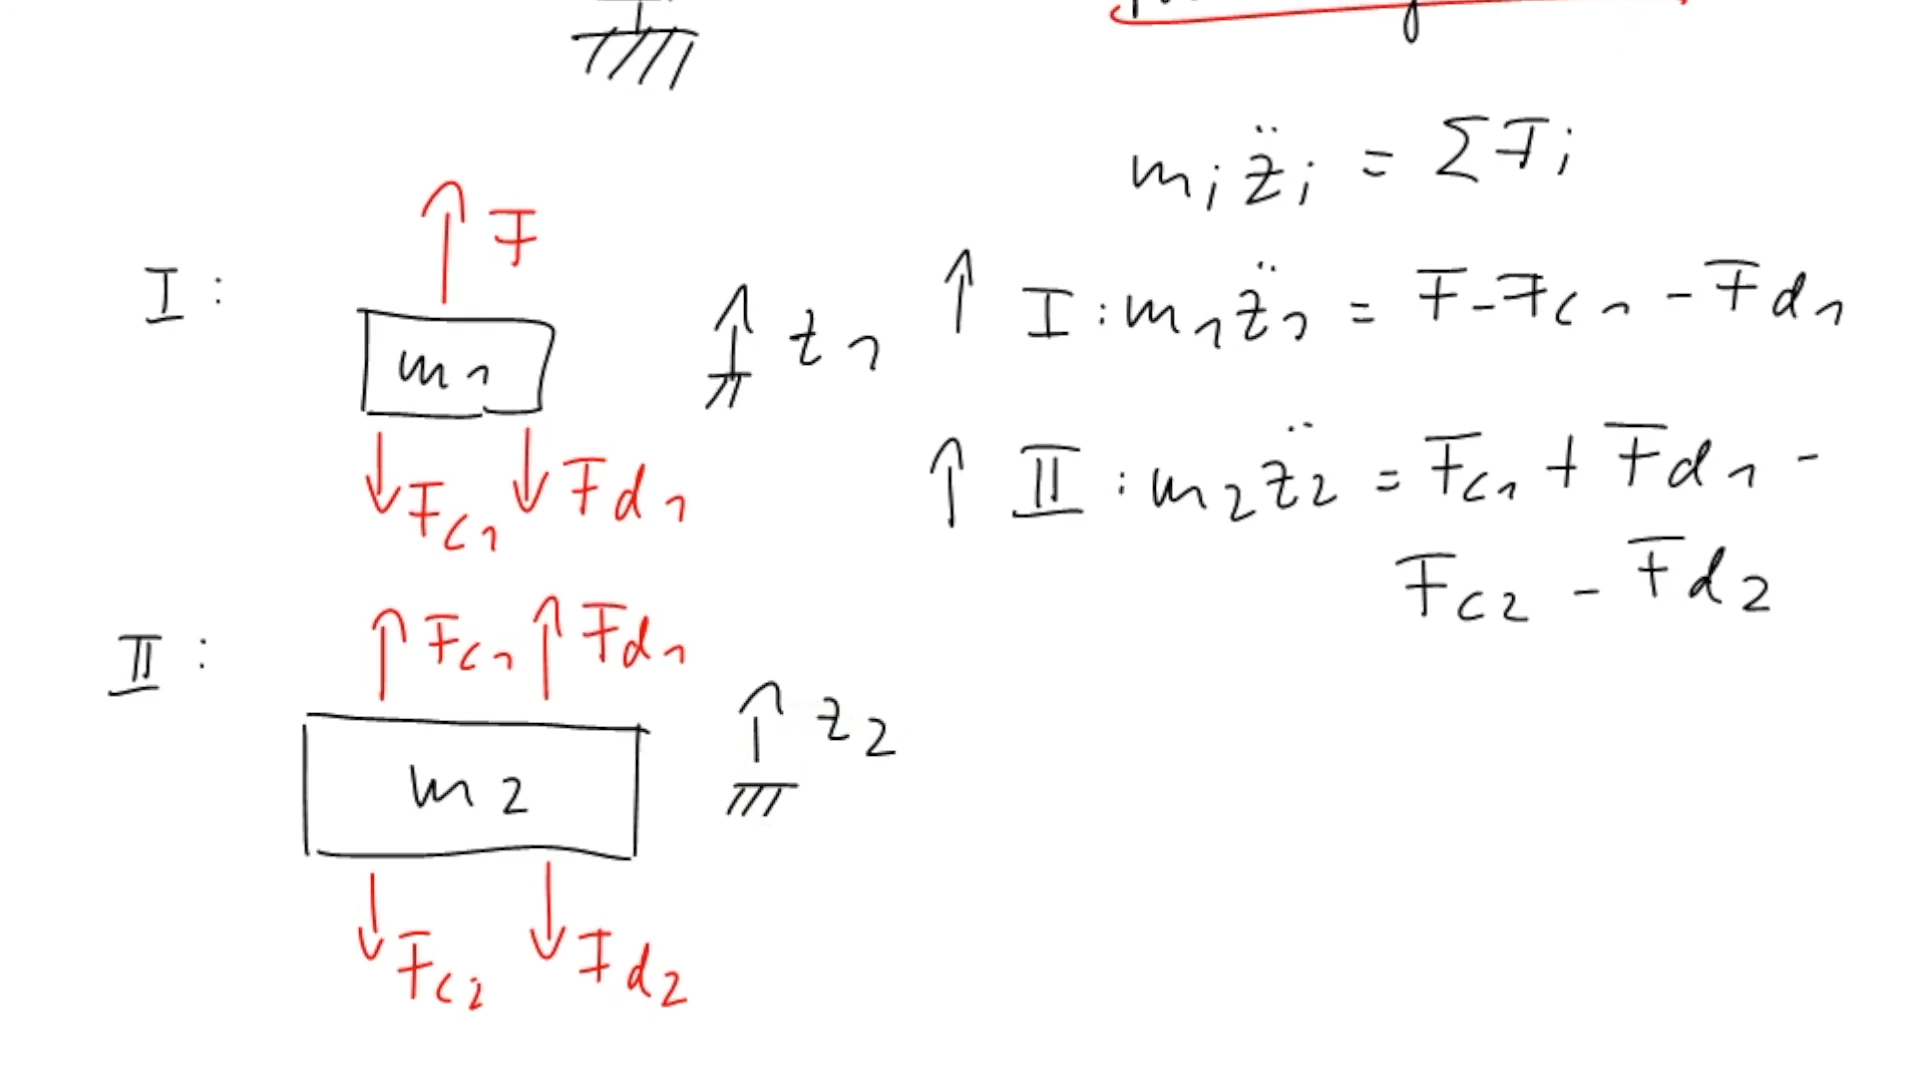 mᵢz̈ᵢ = ΣFᵢ
F
I :
m₁
z₁
↑ I : m₁z̈₁ = F - Fc₁ - Fd₁
Fc₁ Fd₁
↑ II : m₂z̈₂ = Fc₁ + Fd₁ -
Fc₂ - Fd₂
II :
Fc₁ Fd₁
m₂
z₂
Fc₂ Fd₂